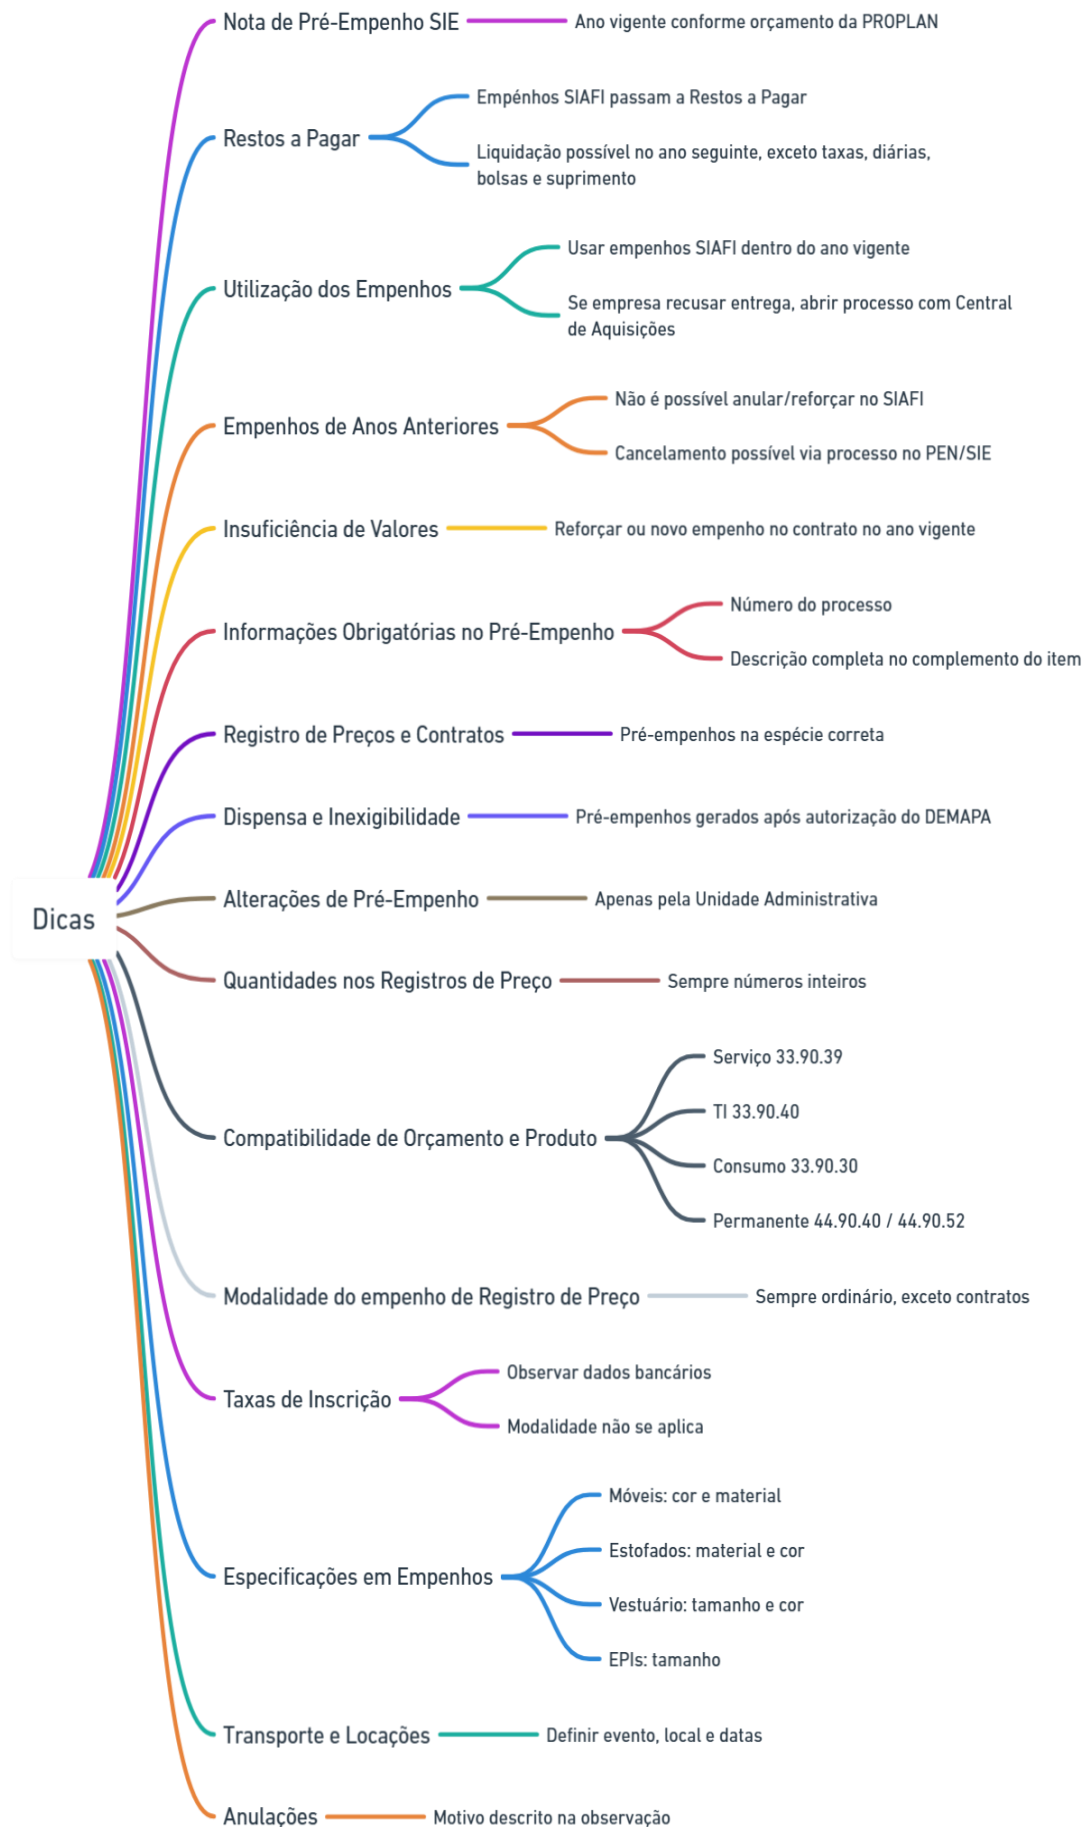 Dicas
Nota de Pré-Empenho SIE
Ano vigente conforme orçamento da PROPLAN
Restos a Pagar
Empénhos SIAFI passam a Restos a Pagar
Liquidação possível no ano seguinte, exceto taxas, diárias,
bolsas e suprimento
Utilização dos Empenhos
Usar empenhos SIAFI dentro do ano vigente
Se empresa recusar entrega, abrir processo com Central
de Aquisições
Empenhos de Anos Anteriores
Não é possível anular/reforçar no SIAFI
Cancelamento possível via processo no PEN/SIE
Insuficiência de Valores
Reforçar ou novo empenho no contrato no ano vigente
Informações Obrigatórias no Pré-Empenho
Número do processo
Descrição completa no complemento do item
Registro de Preços e Contratos
Pré-empenhos na espécie correta
Dispensa e Inexigibilidade
Pré-empenhos gerados após autorização do DEMAPA
Alterações de Pré-Empenho
Apenas pela Unidade Administrativa
Quantidades nos Registros de Preço
Sempre números inteiros
Compatibilidade de Orçamento e Produto
Serviço 33.90.39
TI 33.90.40
Consumo 33.90.30
Permanente 44.90.40 / 44.90.52
Modalidade do empenho de Registro de Preço
Sempre ordinário, exceto contratos
Taxas de Inscrição
Observar dados bancários
Modalidade não se aplica
Especificações em Empenhos
Móveis: cor e material
Estofados: material e cor
Vestuário: tamanho e cor
EPIs: tamanho
Transporte e Locações
Definir evento, local e datas
Anulações
Motivo descrito na observação